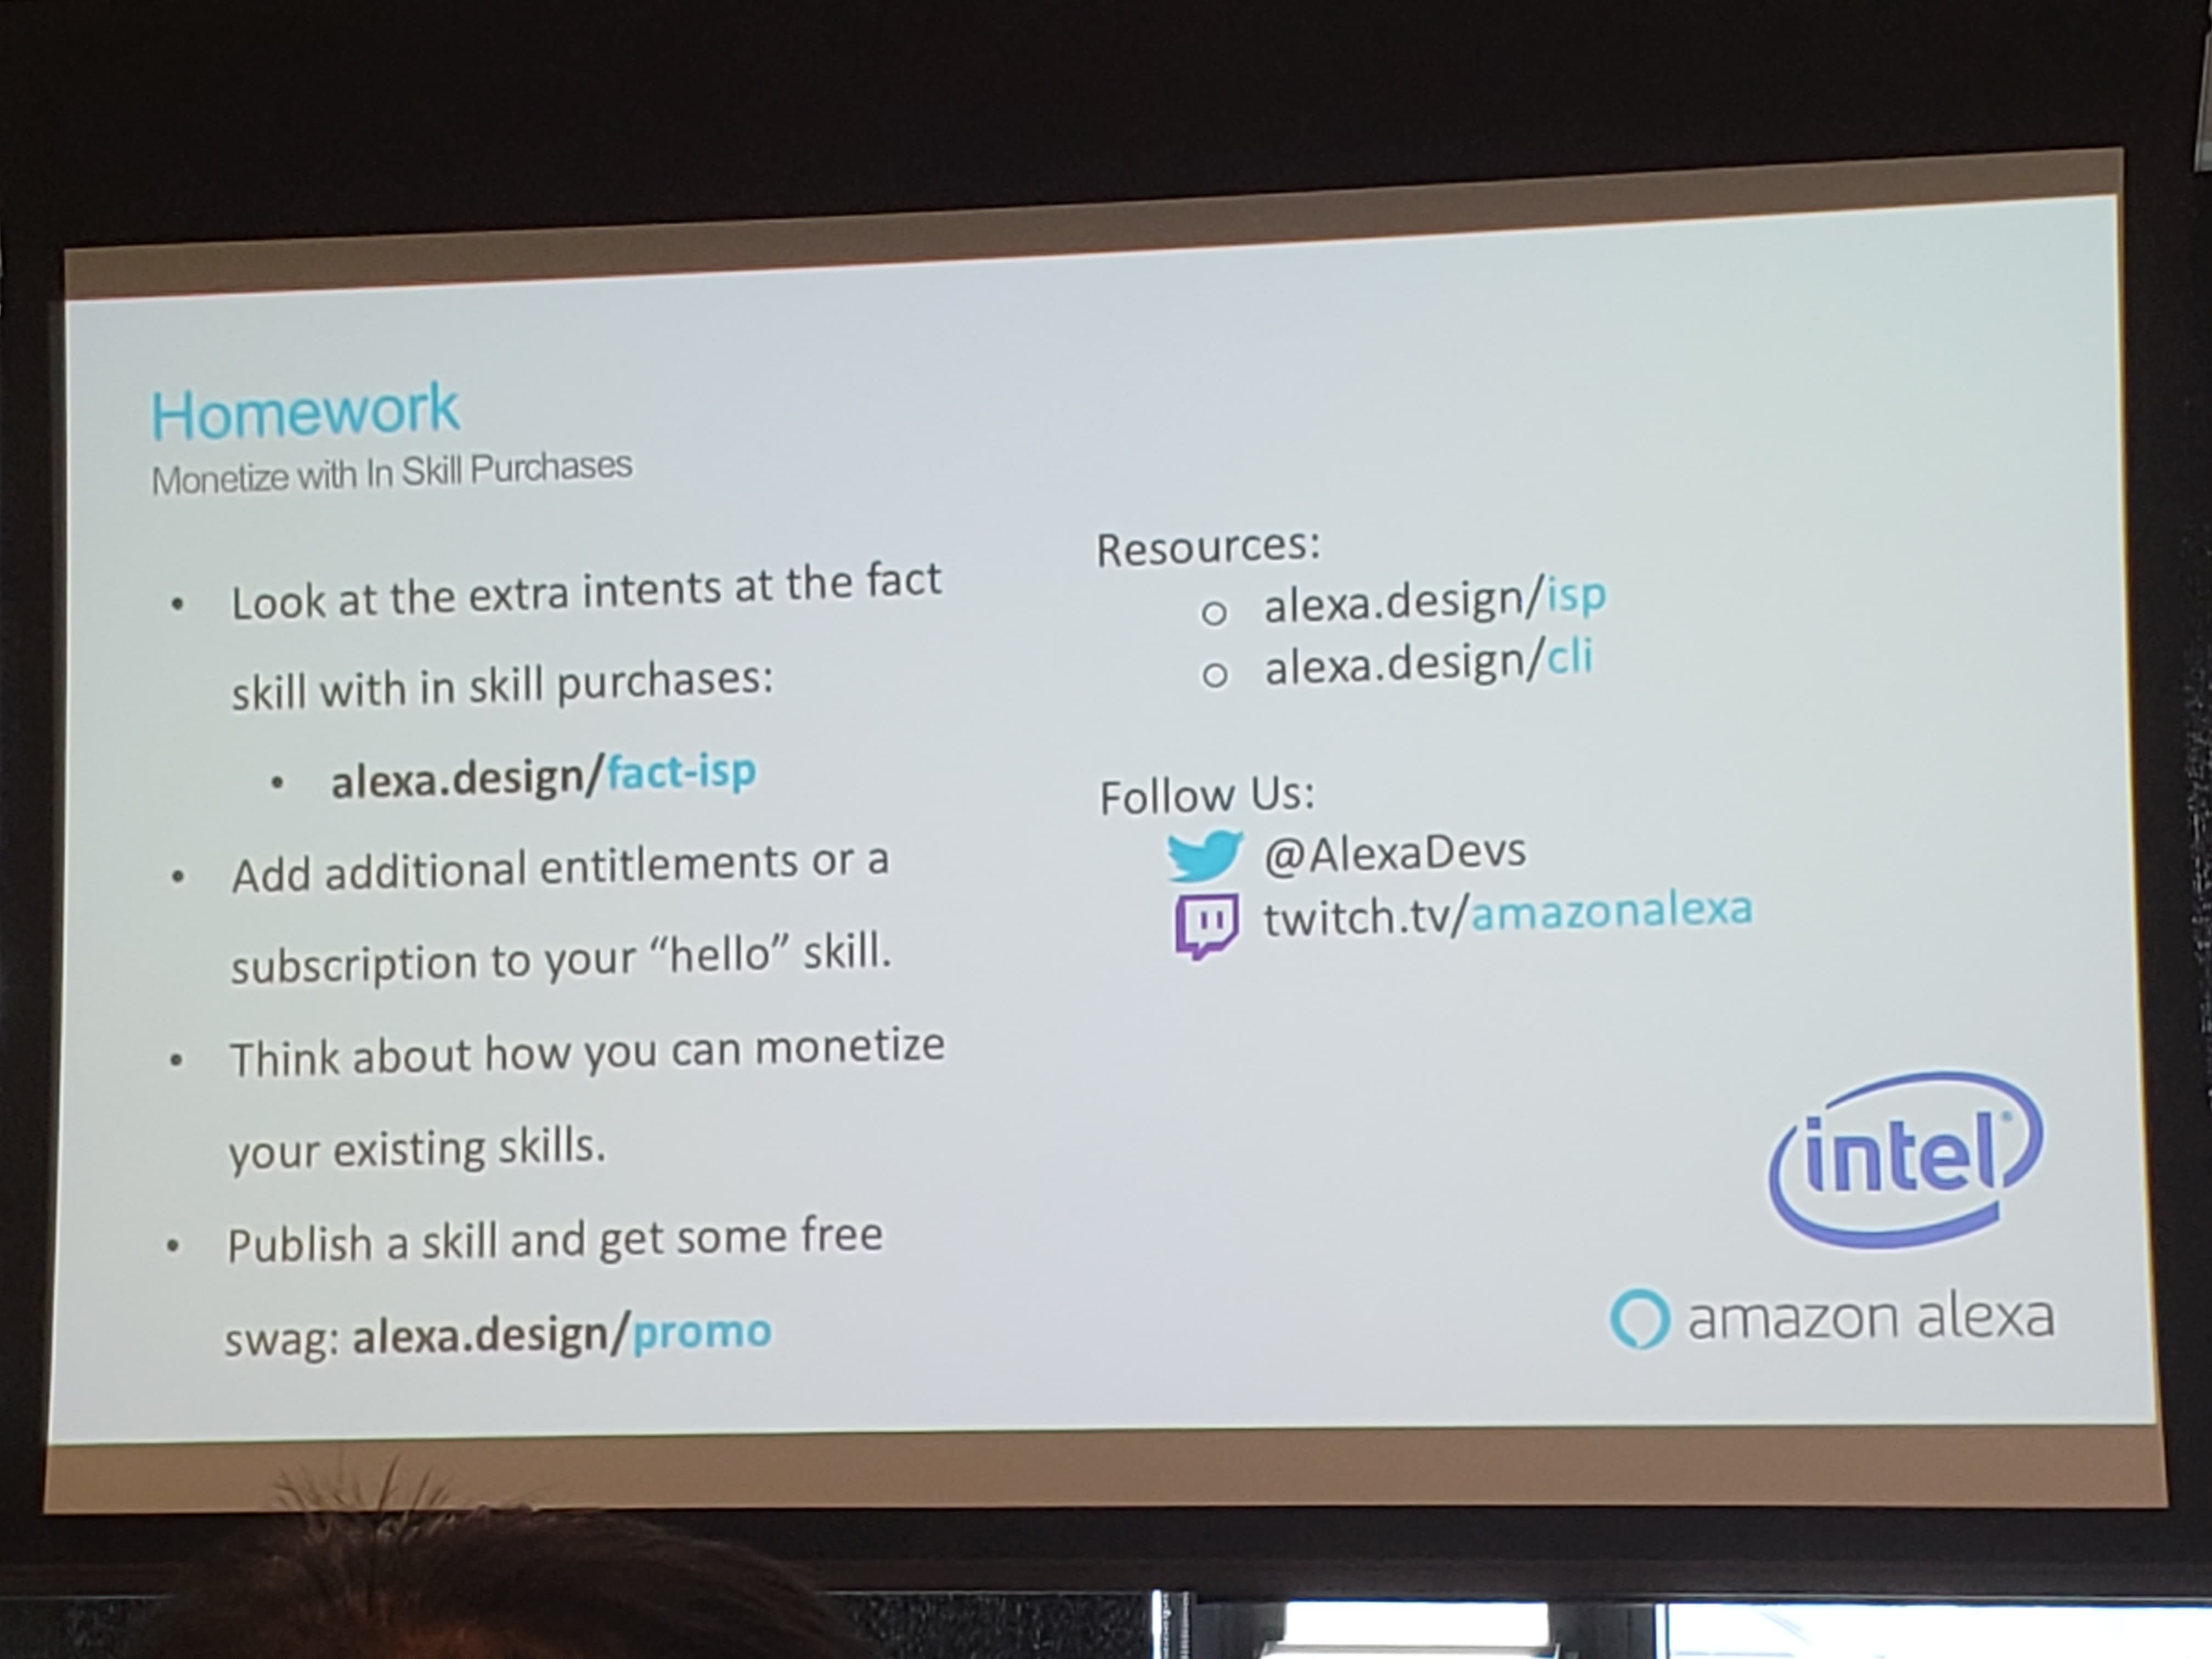 Homework
Monetize with In Skill Purchases
• Look at the extra intents at the fact
skill with in skill purchases:
• alexa.design/fact-isp
• Add additional entitlements or a
subscription to your “hello” skill.
• Think about how you can monetize
your existing skills.
• Publish a skill and get some free
swag: alexa.design/promo
Resources:
○ alexa.design/isp
○ alexa.design/cli
Follow Us:
@AlexaDevs
twitch.tv/amazonalexa
intel®
amazon alexa